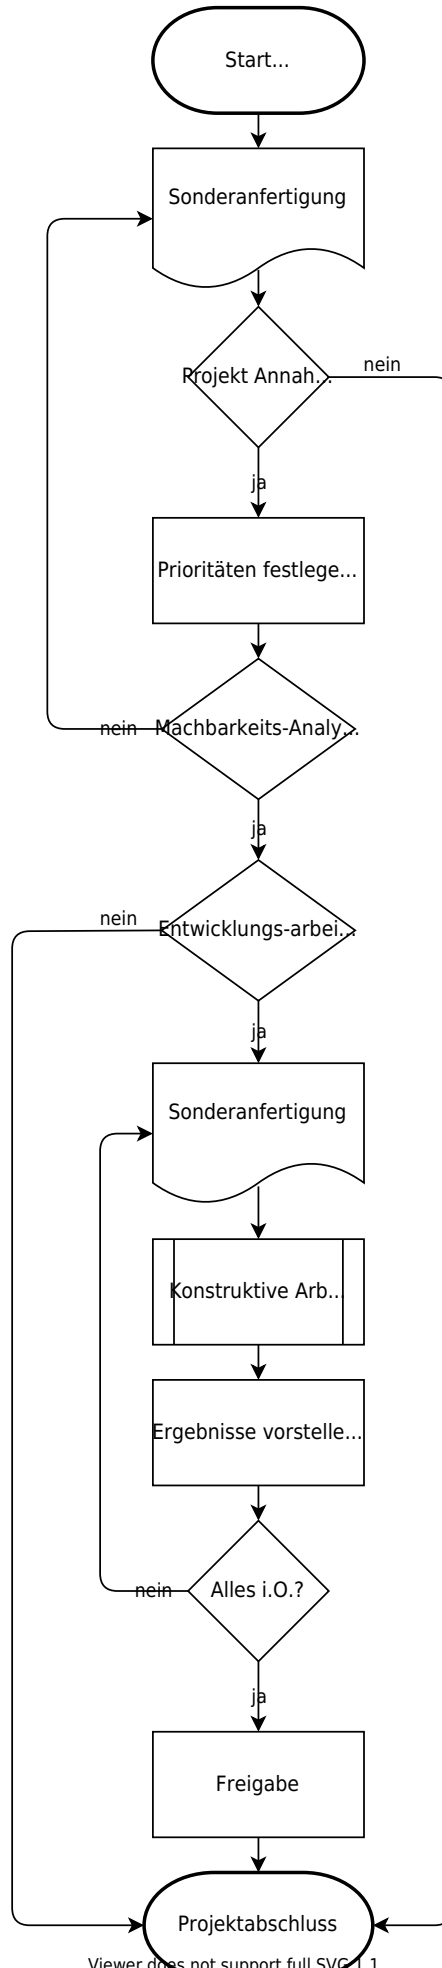 Start...
Sonderanfertigung
Projekt Annah...
nein
ja
Prioritäten festlege...
nein
Machbarkeits-Analy...
ja
nein
Entwicklungs-arbei...
ja
Sonderanfertigung
Konstruktive Arb...
Ergebnisse vorstelle...
nein
Alles i.O.?
ja
Freigabe
Projektabschluss
Viewer does not support full SVG 1.1